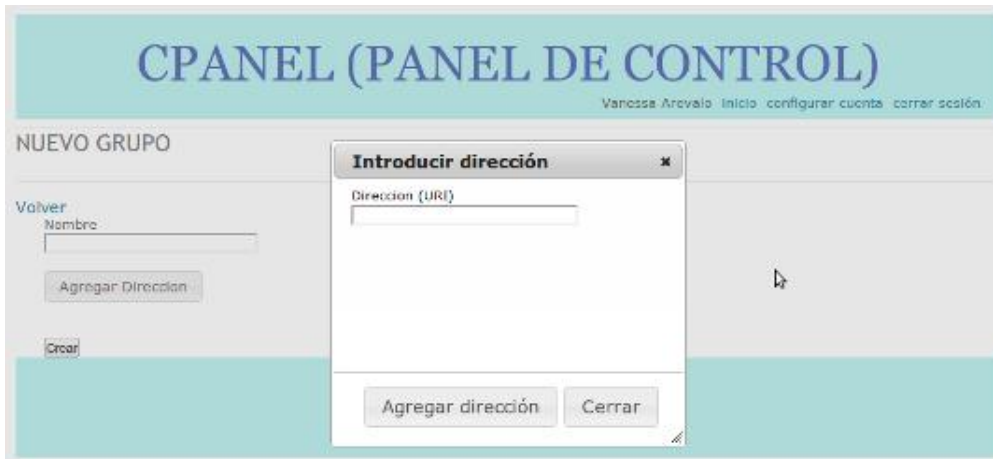 CPANEL (PANEL DE CONTROL)
Vanessa Arevalo Inicio configurar cuenta cerrar sesión
NUEVO GRUPO
Volver
Nombre
Agregar Direccion
Crear
Introducir dirección
Direccion (URI)
Agregar dirección Cerrar